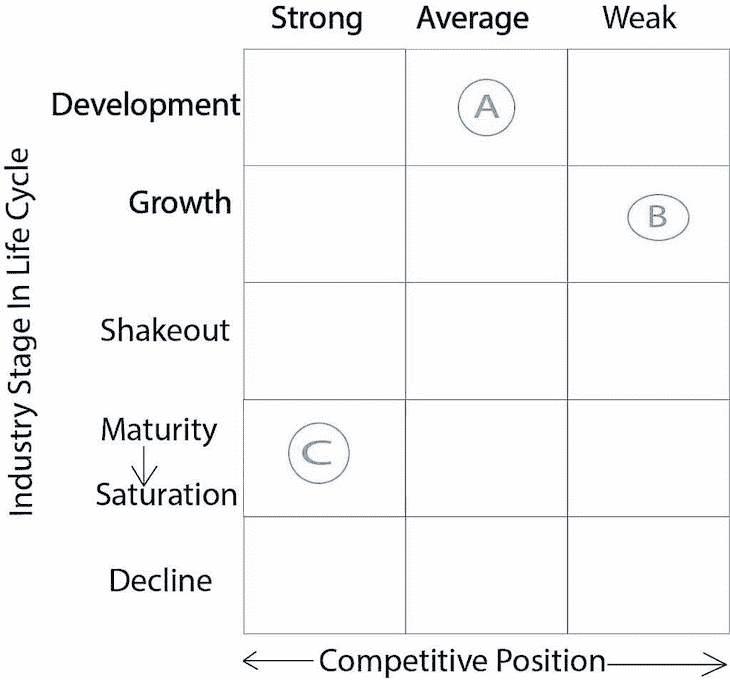 Strong Average Weak
Development A
Growth B
Shakeout
Maturity
C
Saturation
Decline
Competitive Position
Industry Stage In Life Cycle